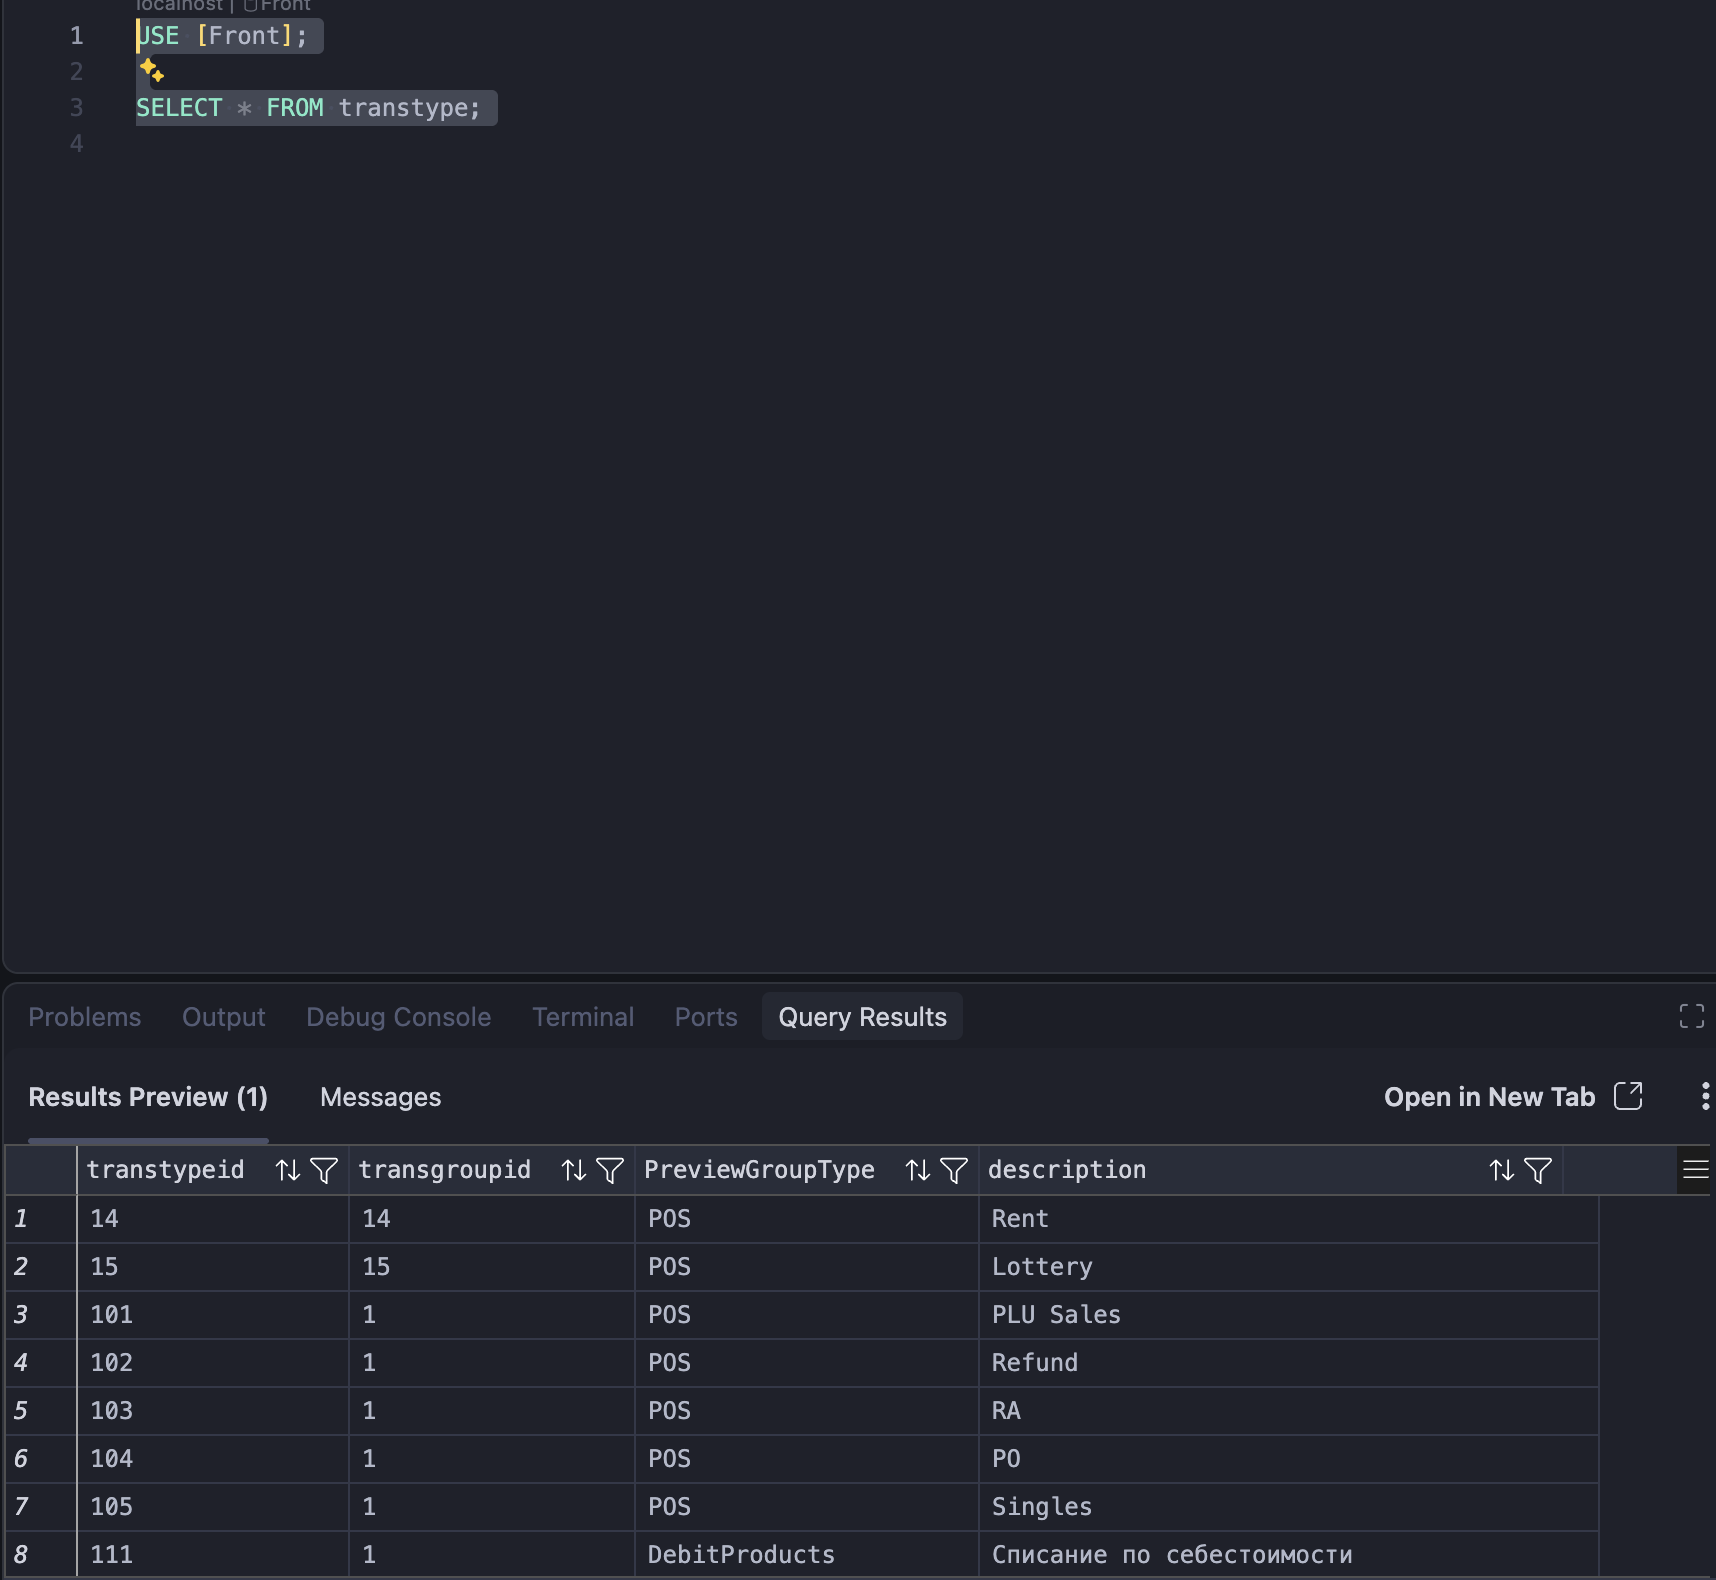 localhost | Front
1 USE [Front];
2
3 SELECT * FROM transtype;
4
Problems Output Debug Console Terminal Ports Query Results
Results Preview (1) Messages Open in New Tab
transtypeid transgroupid PreviewGroupType description
1 14 14 POS Rent
2 15 15 POS Lottery
3 101 1 POS PLU Sales
4 102 1 POS Refund
5 103 1 POS RA
6 104 1 POS PO
7 105 1 POS Singles
8 111 1 DebitProducts Списание по себестоимости